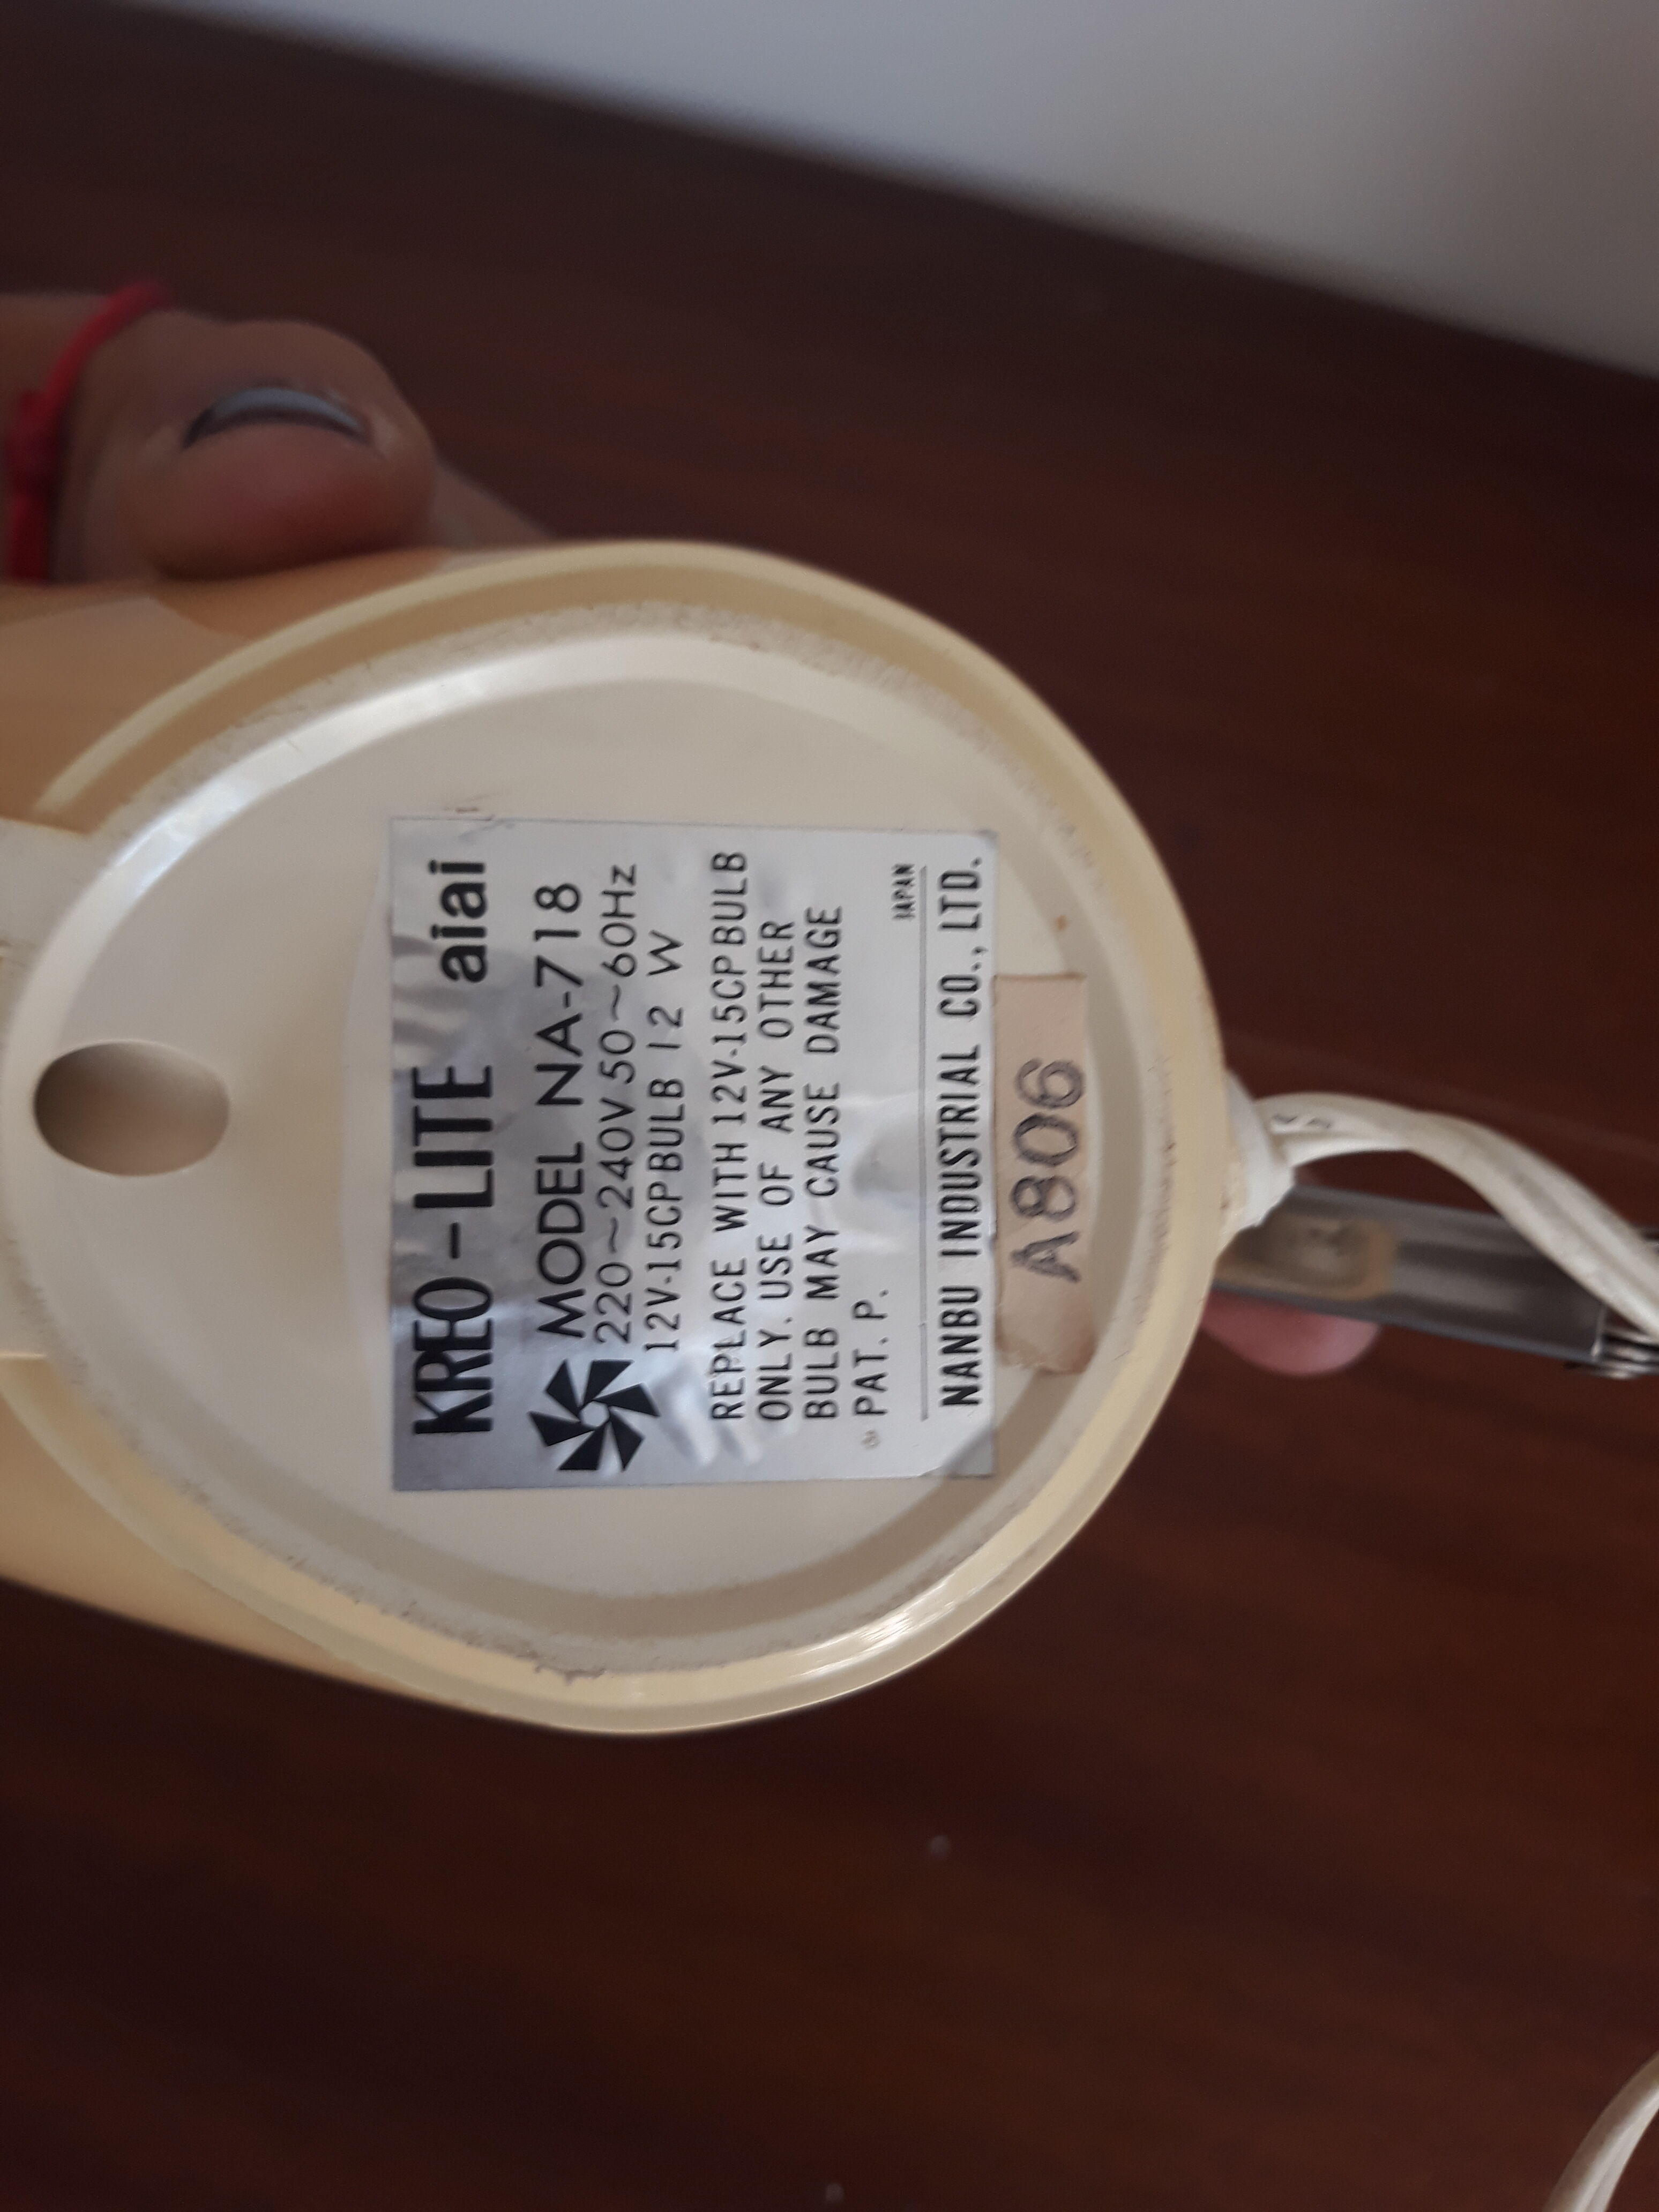 KREO-LITE aiai
MODEL NA-718
220~240V 50~60Hz
12V-15CP BULB 12 W
REPLACE WITH 12V-15CP BULB
ONLY. USE OF ANY OTHER
BULB MAY CAUSE DAMAGE
PAT. P.
JAPAN
NANBU INDUSTRIAL CO., LTD.
A806